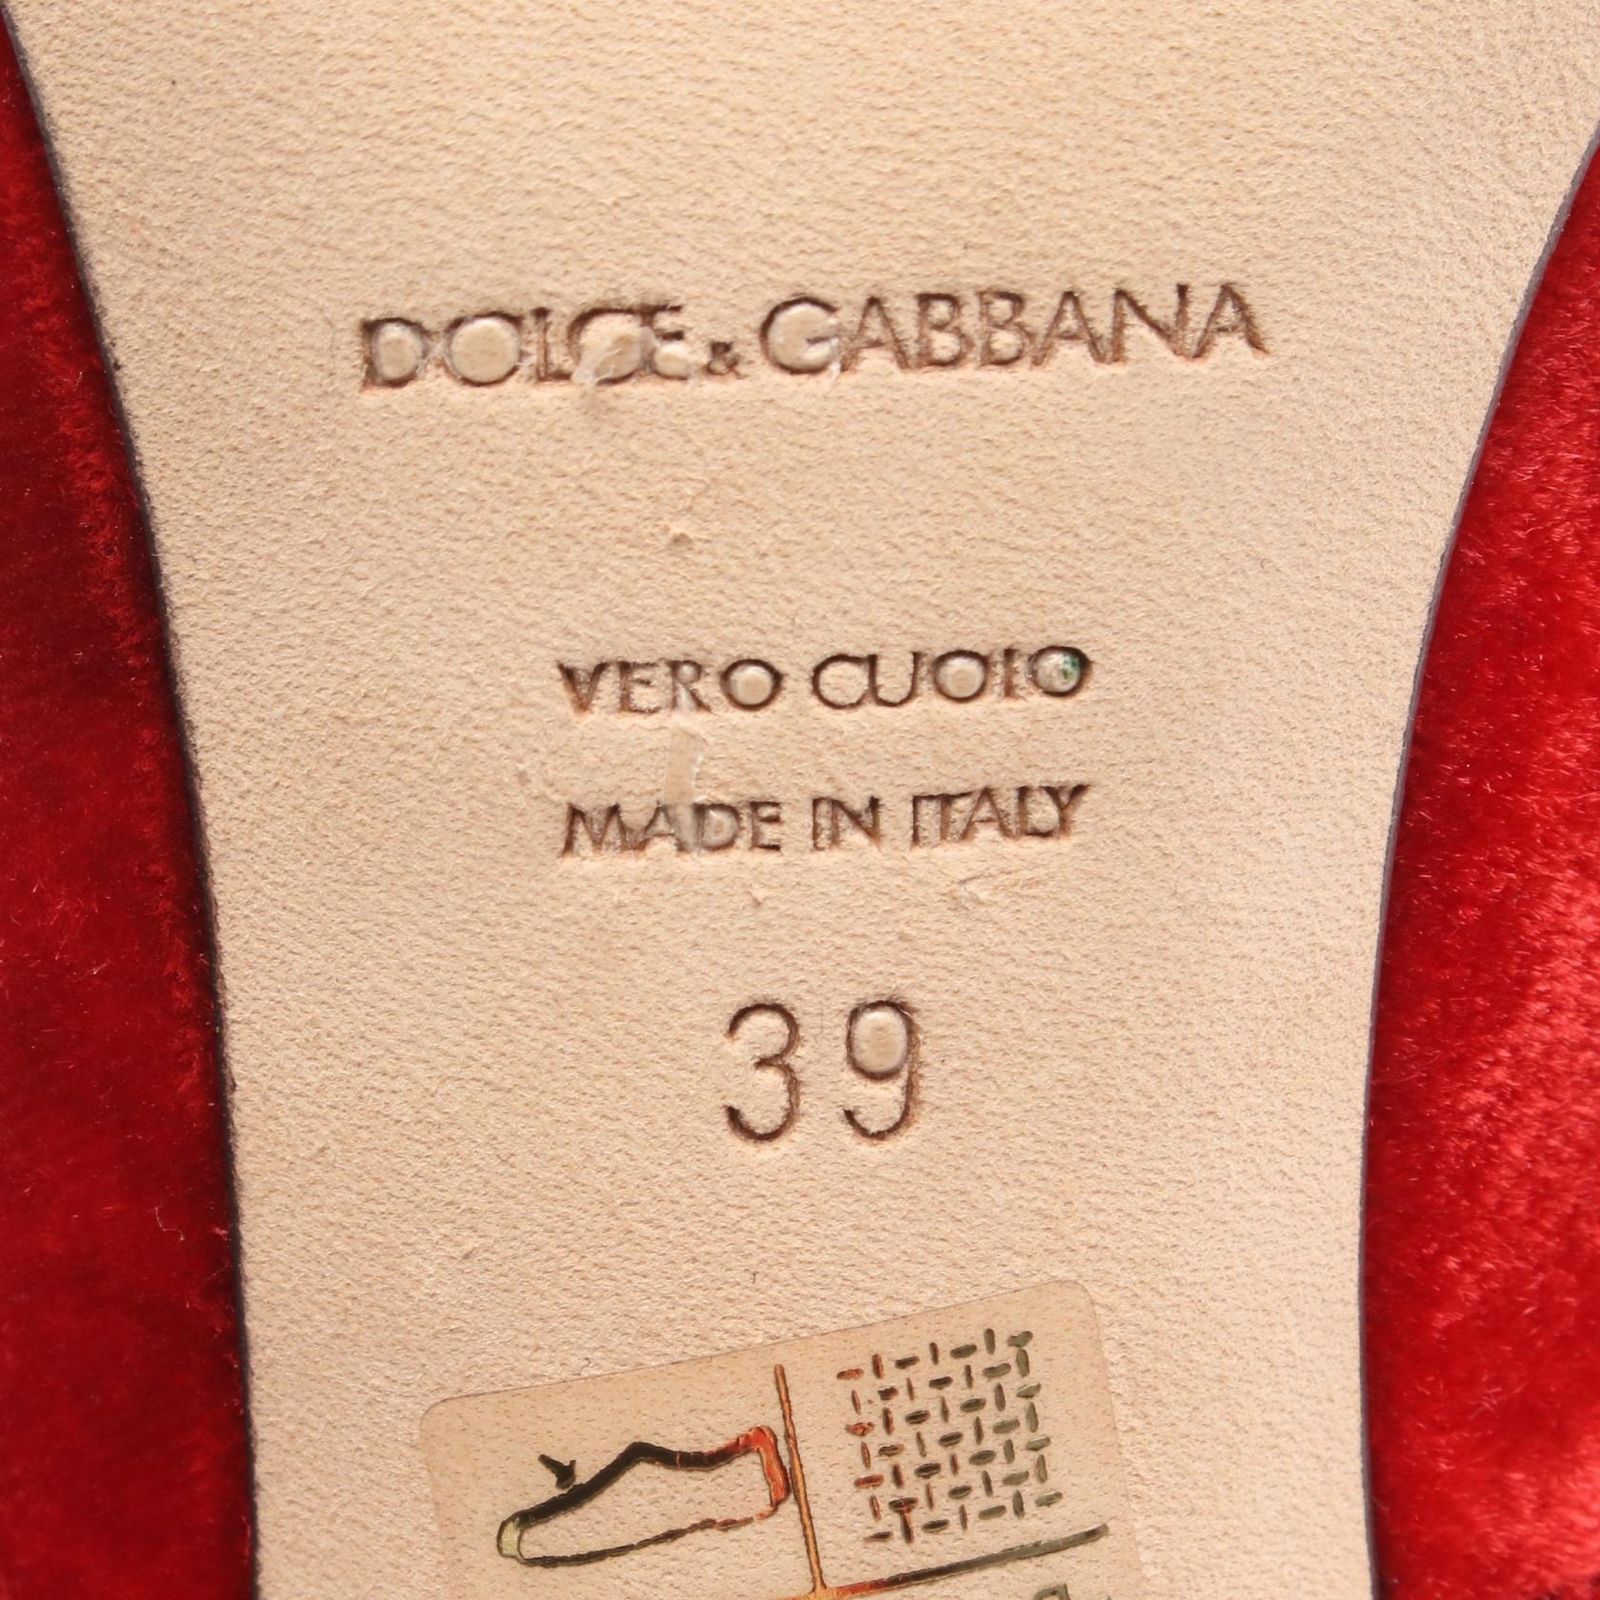 DOLCE & GABBANA
VERO CUOIO
MADE IN ITALY
39